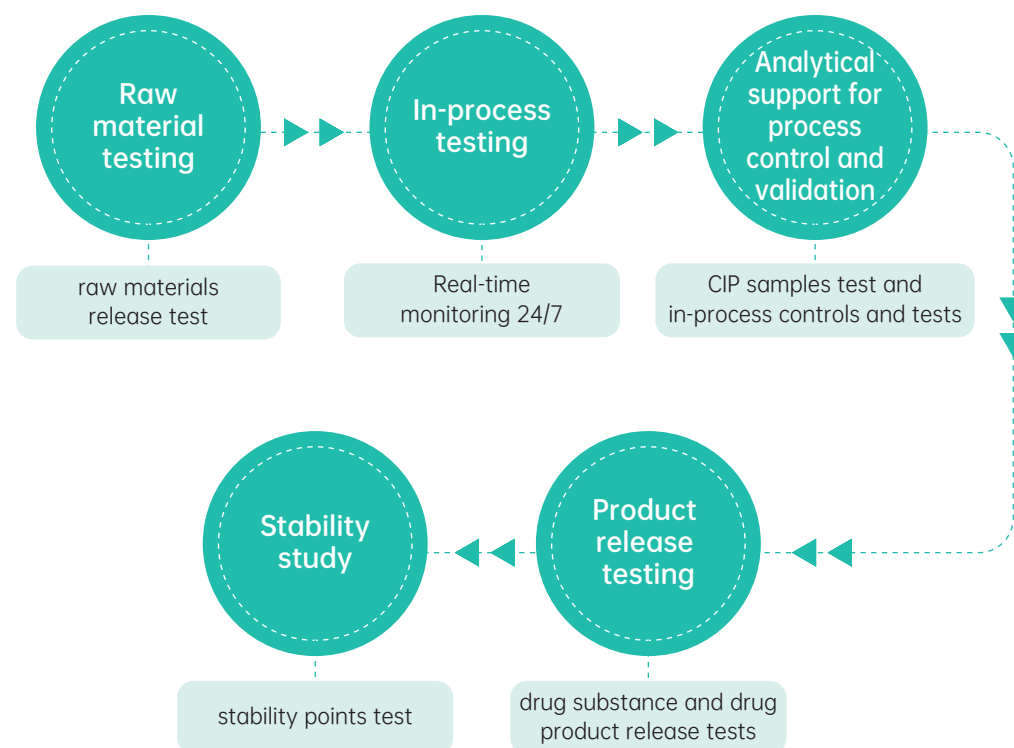 Raw
material
testing
raw materials
release test
In-process
testing
Real-time
monitoring 24/7
Analytical
support for
process
control and
validation
CIP samples test and
in-process controls and tests
Product
release
testing
drug substance and drug
product release tests
Stability
study
stability points test